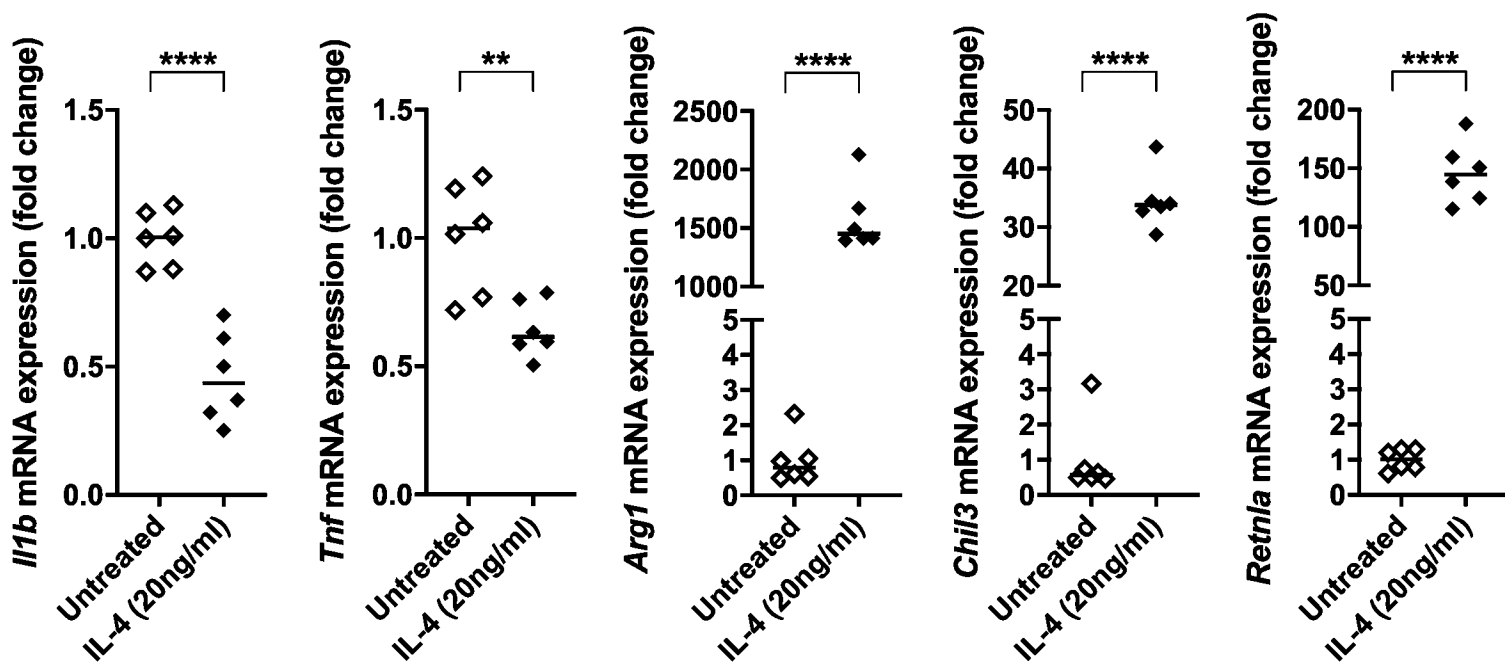 Il1b mRNA expression (fold change)
****
1.5
1.0
0.5
0.0
Untreated
IL-4 (20ng/ml)
Tnf mRNA expression (fold change)
**
1.5
1.0
0.5
0.0
Untreated
IL-4 (20ng/ml)
Arg1 mRNA expression (fold change)
****
2500
2000
1500
1000
5
4
3
2
1
0
Untreated
IL-4 (20ng/ml)
Chil3 mRNA expression (fold change)
****
50
40
30
20
5
4
3
2
1
0
Untreated
IL-4 (20ng/ml)
Retnla mRNA expression (fold change)
****
200
150
100
50
5
4
3
2
1
0
Untreated
IL-4 (20ng/ml)